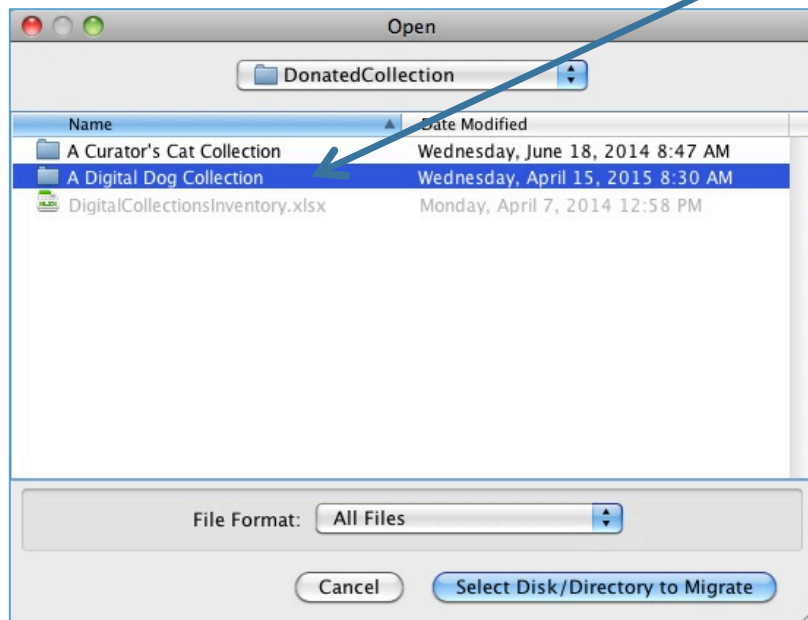 Open
DonatedCollection
Name Date Modified
A Curator's Cat Collection Wednesday, June 18, 2014 8:47 AM
A Digital Dog Collection Wednesday, April 15, 2015 8:30 AM
DigitalCollectionsInventory.xlsx Monday, April 7, 2014 12:58 PM
File Format: All Files
Cancel Select Disk/Directory to Migrate